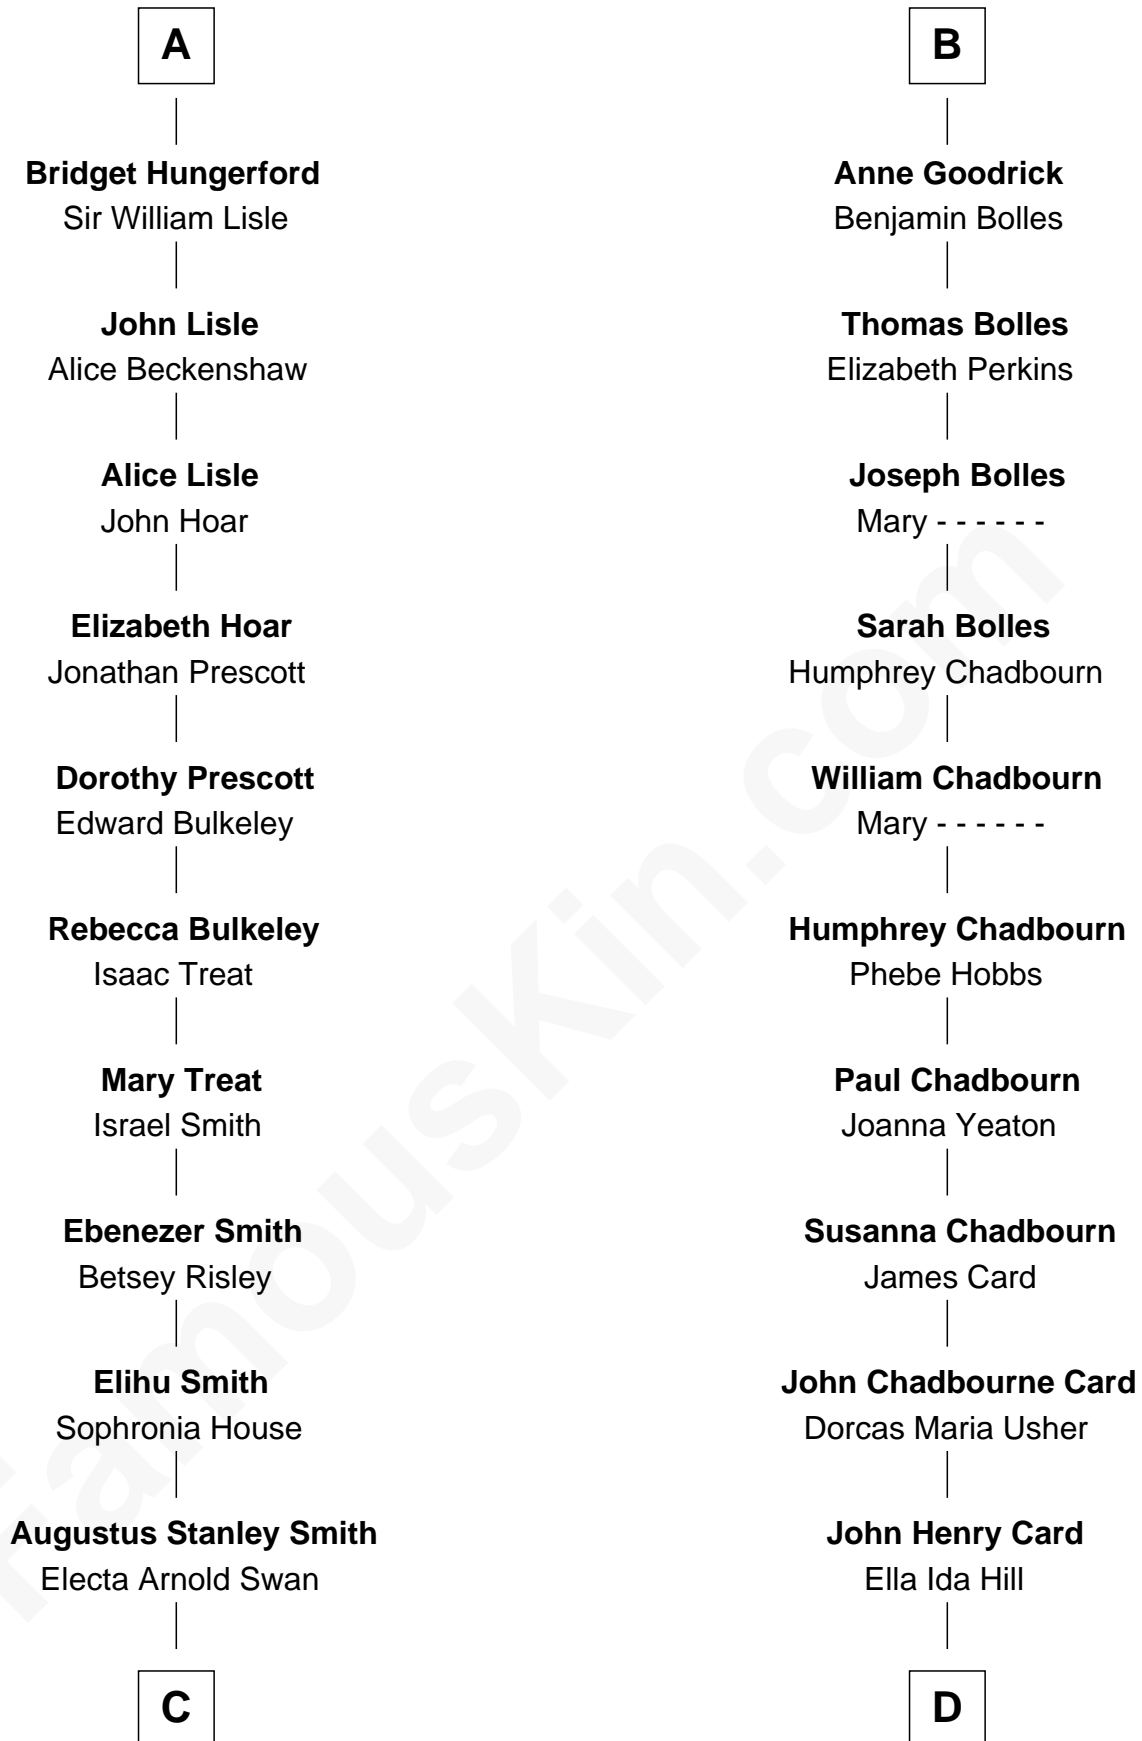 A
Bridget Hungerford
Sir William Lisle
John Lisle
Alice Beckenshaw
Alice Lisle
John Hoar
Elizabeth Hoar
Jonathan Prescott
Dorothy Prescott
Edward Bulkeley
Rebecca Bulkeley
Isaac Treat
Mary Treat
Israel Smith
Ebenezer Smith
Betsey Risley
Elihu Smith
Sophronia House
Augustus Stanley Smith
Electa Arnold Swan
C
B
Anne Goodrick
Benjamin Bolles
Thomas Bolles
Elizabeth Perkins
Joseph Bolles
Mary - - - - - -
Sarah Bolles
Humphrey Chadbourn
William Chadbourn
Mary - - - - - -
Humphrey Chadbourn
Phebe Hobbs
Paul Chadbourn
Joanna Yeaton
Susanna Chadbourn
James Card
John Chadbourne Card
Dorcas Maria Usher
John Henry Card
Ella Ida Hill
D
FamousKin.com